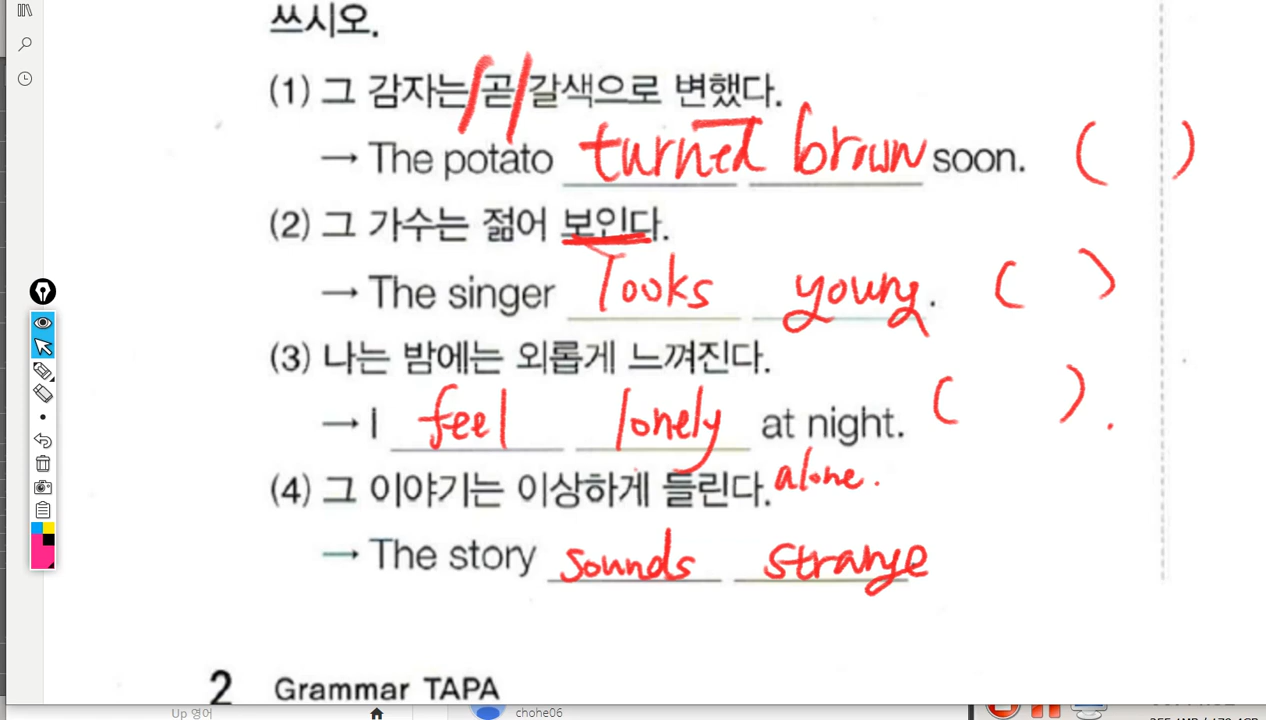 쓰시오.
(1) 그 감자는/곧/갈색으로 변했다.
→ The potato turned brown soon. ( )
(2) 그 가수는 젊어 보인다.
→ The singer looks young. ( )
(3) 나는 밤에는 외롭게 느껴진다.
→ I feel lonely at night. ( ).
(4) 그 이야기는 이상하게 들린다. alone.
→ The story sounds strange
2 Grammar TAPA
Up 영어 chohe06